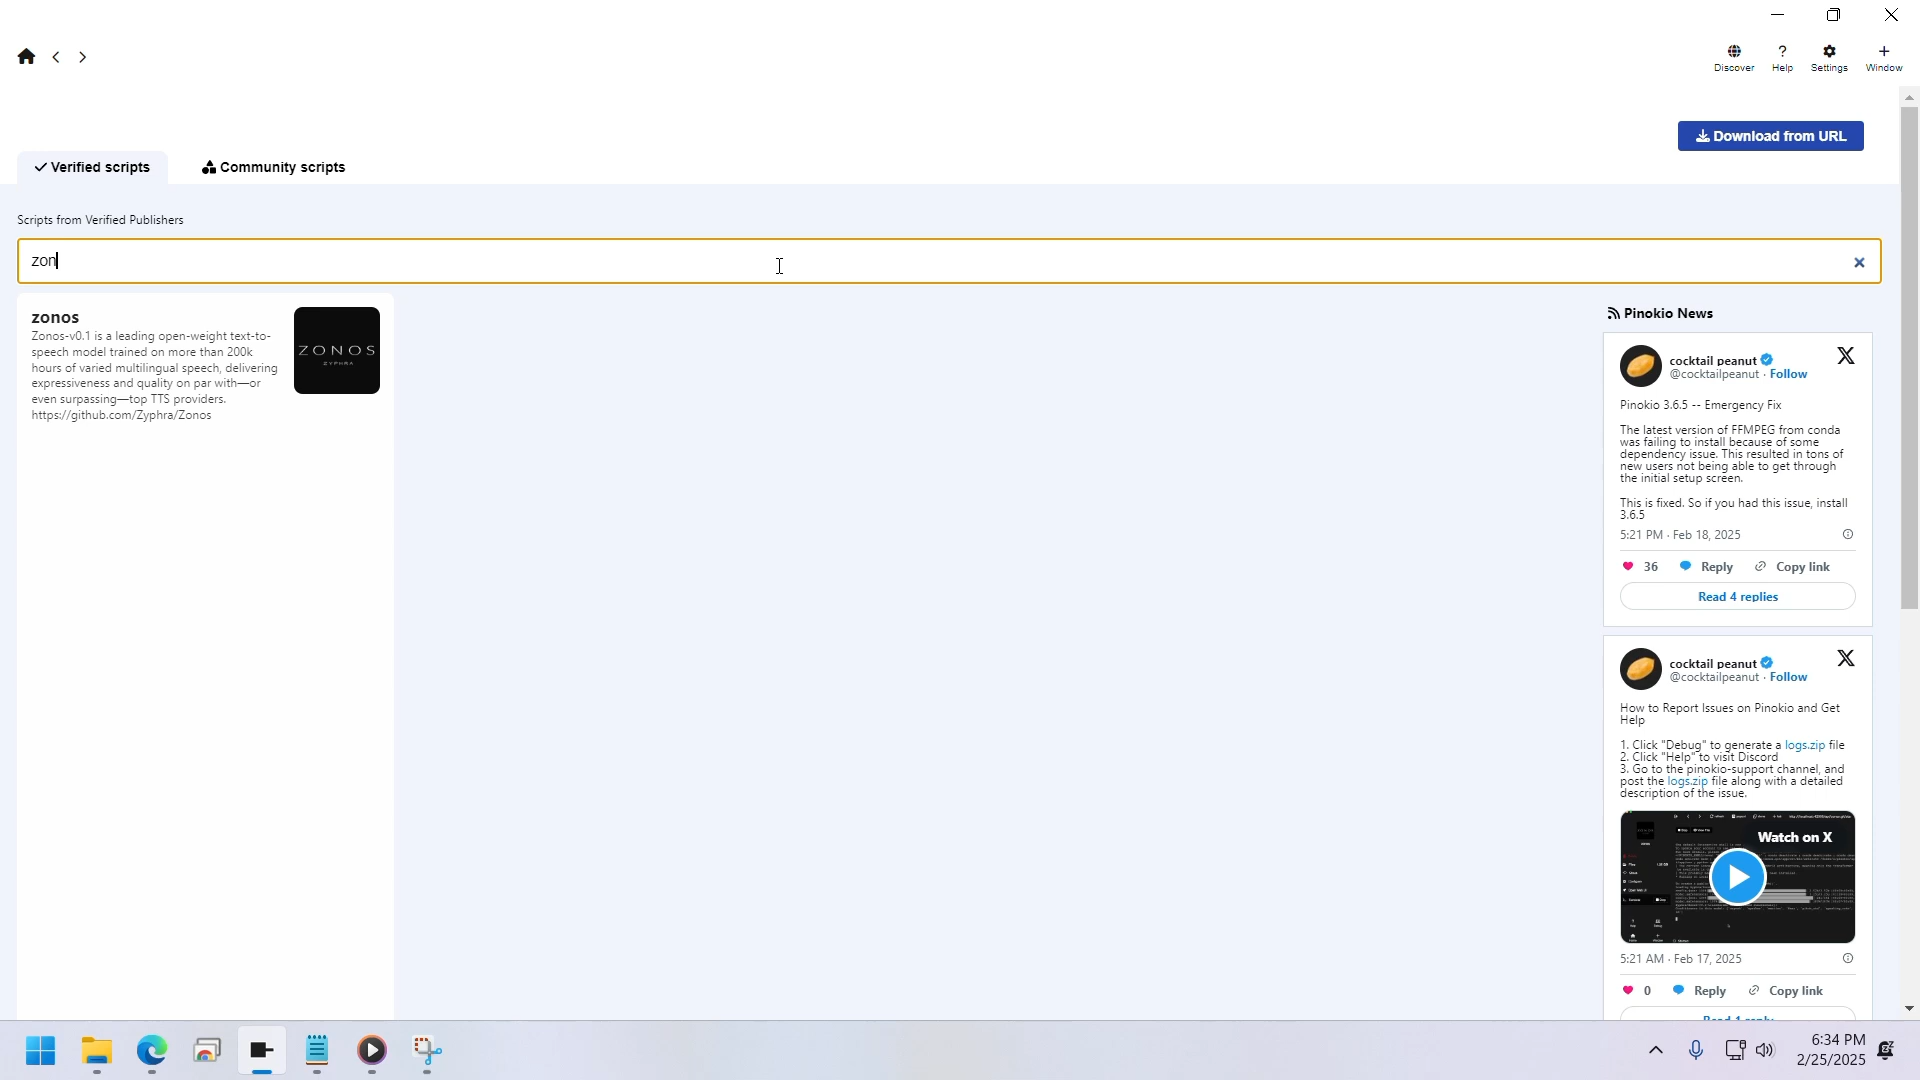 Discover
Help
Settings
Window
Download from URL
Verified scripts
Community scripts
Scripts from Verified Publishers
zon
zonos
Zonos-v0.1 is a leading open-weight text-to-
speech model trained on more than 200k
hours of varied multilingual speech, delivering
expressiveness and quality on par with—or
even surpassing—top TTS providers.
https://github.com/Zyphra/Zonos
ZONOS
ZYPHRA
Pinokio News
cocktail peanut
@cocktailpeanut · Follow
Pinokio 3.6.5 -- Emergency Fix
The latest version of FFMPEG from conda
was failing to install because of some
dependency issue. This resulted in tons of
new users not being able to get through
the initial setup screen.
This is fixed. So if you had this issue, install
3.6.5
5:21 PM · Feb 18, 2025
36
Reply
Copy link
Read 4 replies
cocktail peanut
@cocktailpeanut · Follow
How to Report Issues on Pinokio and Get
Help
1. Click "Debug" to generate a logs.zip file
2. Click "Help" to visit Discord
3. Go to the pinokio-support channel, and
post the logs.zip file along with a detailed
description of the issue.
Watch on X
5:21 AM · Feb 17, 2025
0
Reply
Copy link
Read 1 reply
6:34 PM
2/25/2025